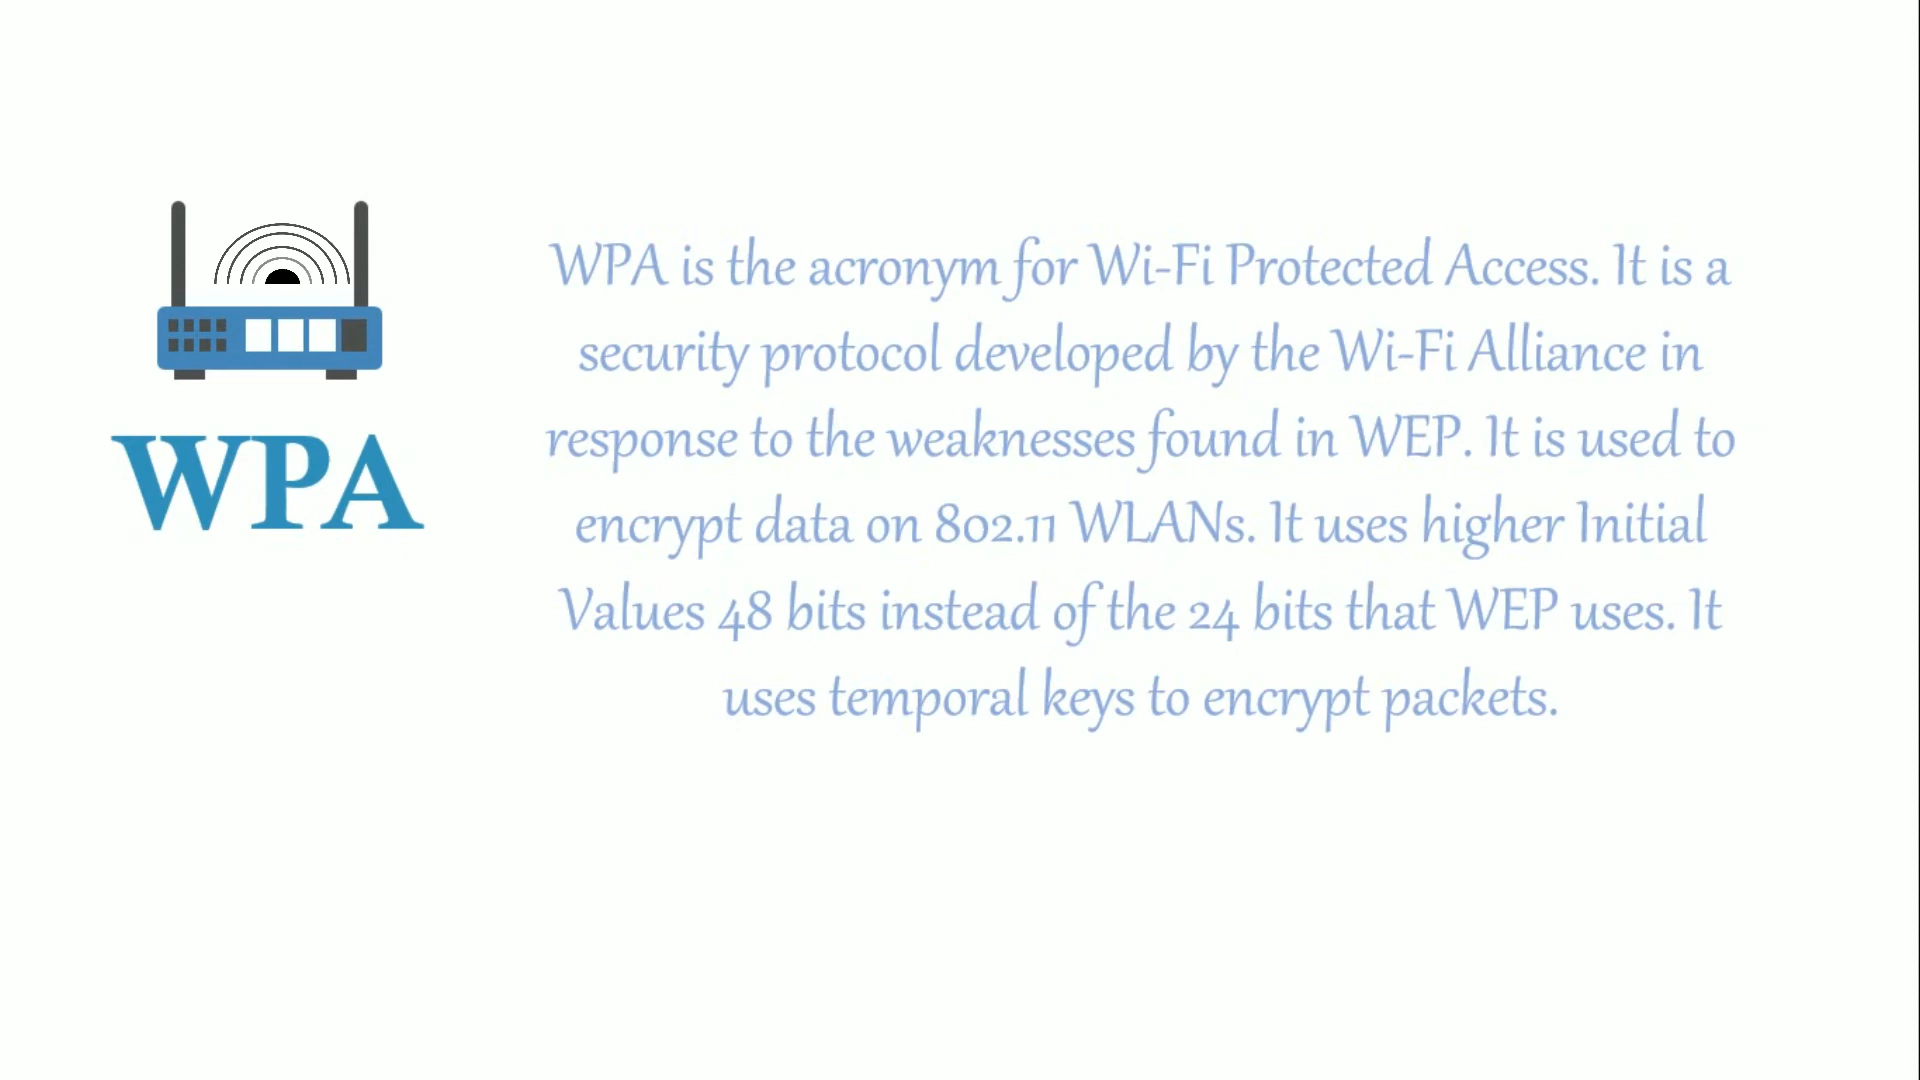 WPA
WPA is the acronym for Wi-Fi Protected Access. It is a
security protocol developed by the Wi-Fi Alliance in
response to the weaknesses found in WEP. It is used to
encrypt data on 802.11 WLANs. It uses higher Initial
Values 48 bits instead of the 24 bits that WEP uses. It
uses temporal keys to encrypt packets.